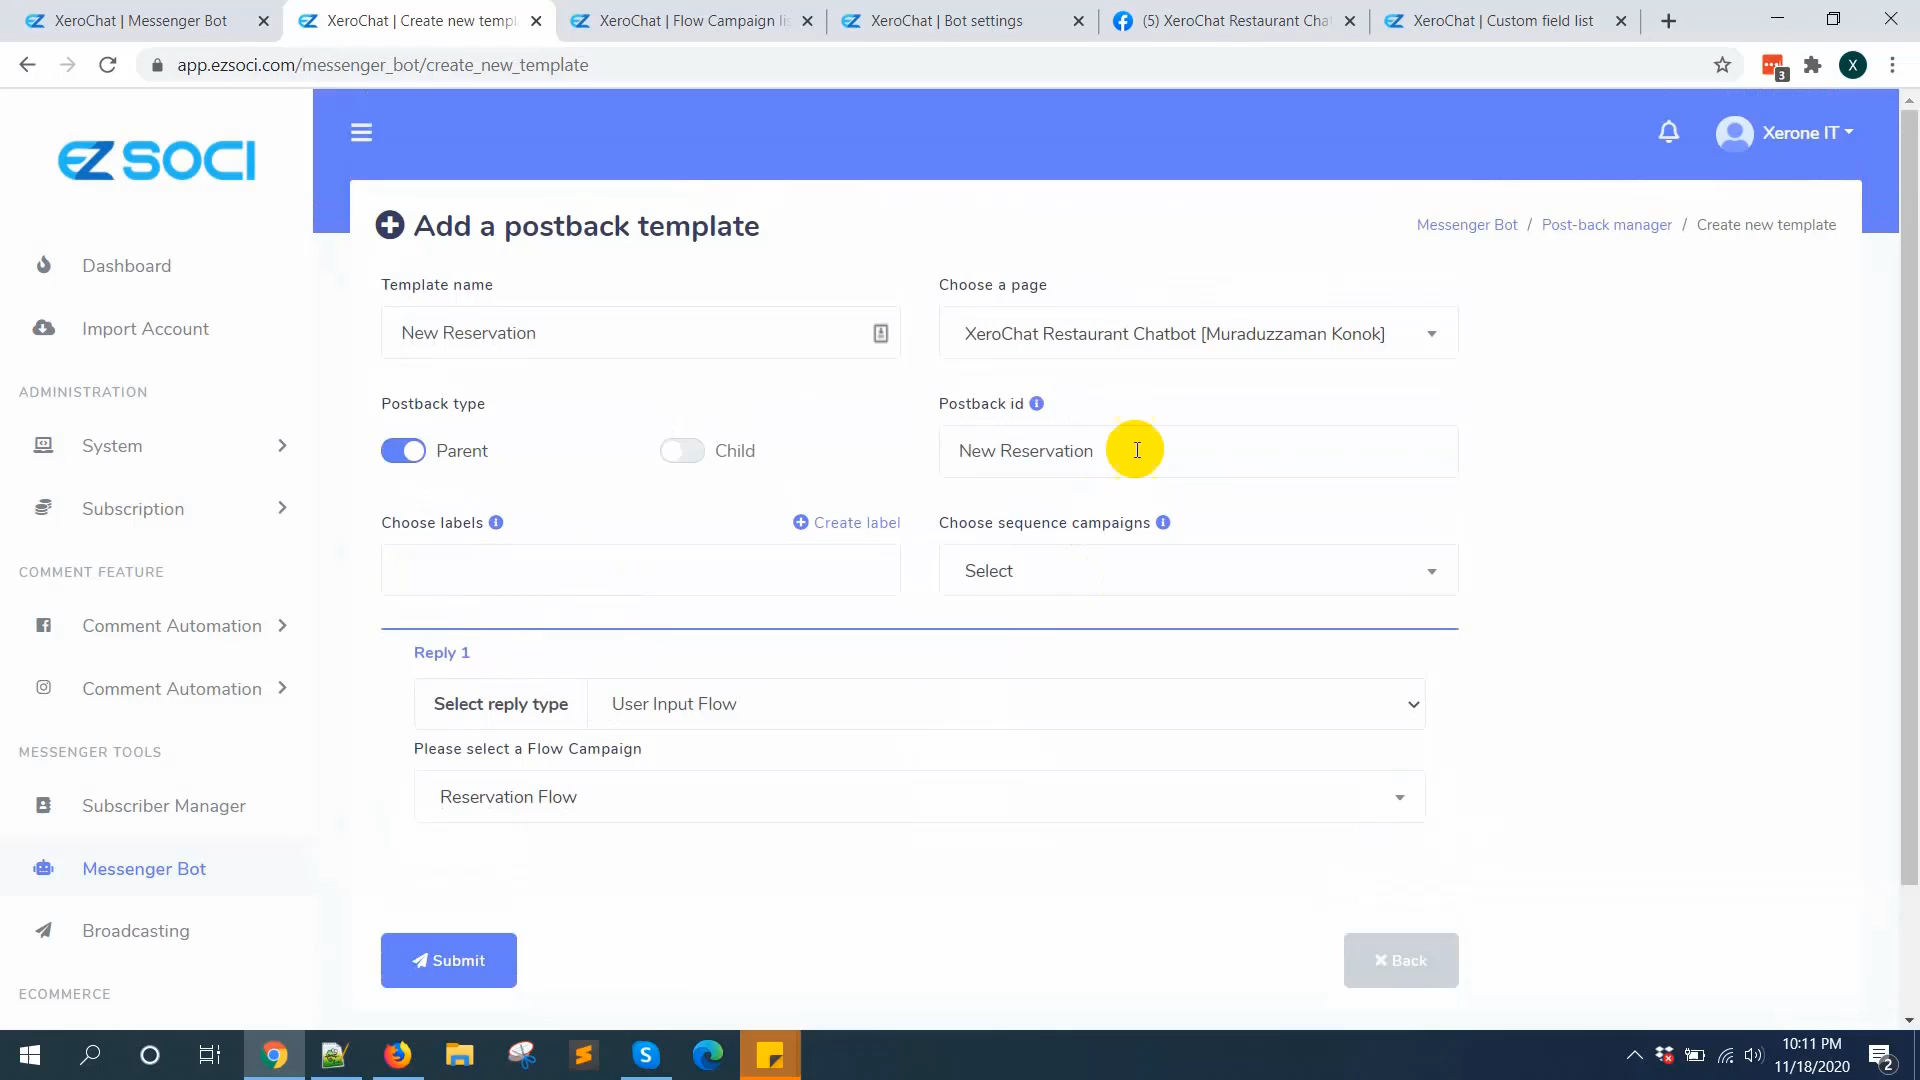 XeroChat | Messenger Bot
XeroChat | Create new templ
XeroChat | Flow Campaign lis
XeroChat | Bot settings
(5) XeroChat Restaurant Chat
XeroChat | Custom field list
app.ezsoci.com/messenger_bot/create_new_template
3
X
EZ SOCI
Xerone IT
Dashboard
Import Account
ADMINISTRATION
System
Subscription
COMMENT FEATURE
Comment Automation
Comment Automation
MESSENGER TOOLS
Subscriber Manager
Messenger Bot
Broadcasting
ECOMMERCE
Add a postback template
Messenger Bot / Post-back manager / Create new template
Template name
New Reservation
Choose a page
XeroChat Restaurant Chatbot [Muraduzzaman Konok]
Postback type
Parent
Child
Postback id
New Reservation
Choose labels
Create label
Choose sequence campaigns
Select
Reply 1
Select reply type
User Input Flow
Please select a Flow Campaign
Reservation Flow
Submit
Back
10:11 PM
11/18/2020
2